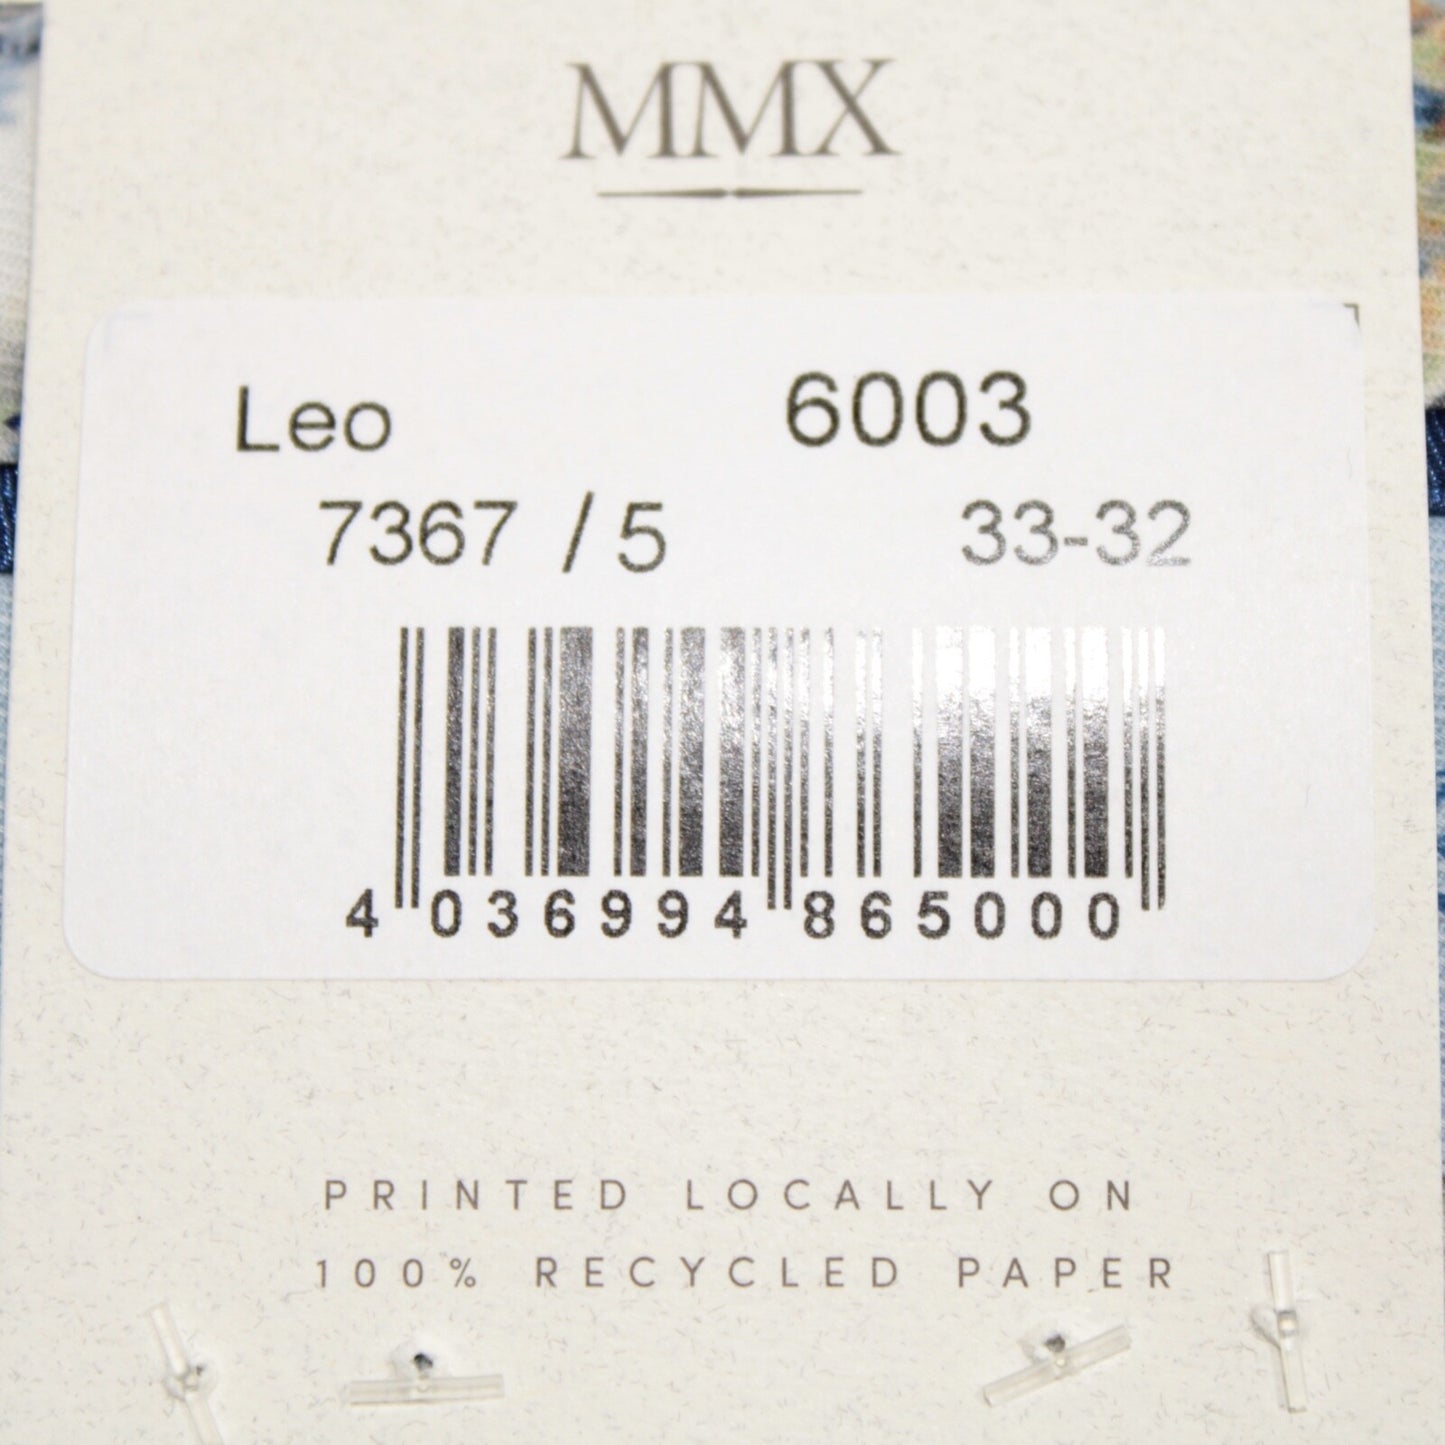 MMX
Leo 6003
7367 / 5 33-32
4 036994 865000
PRINTED LOCALLY ON
100% RECYCLED PAPER